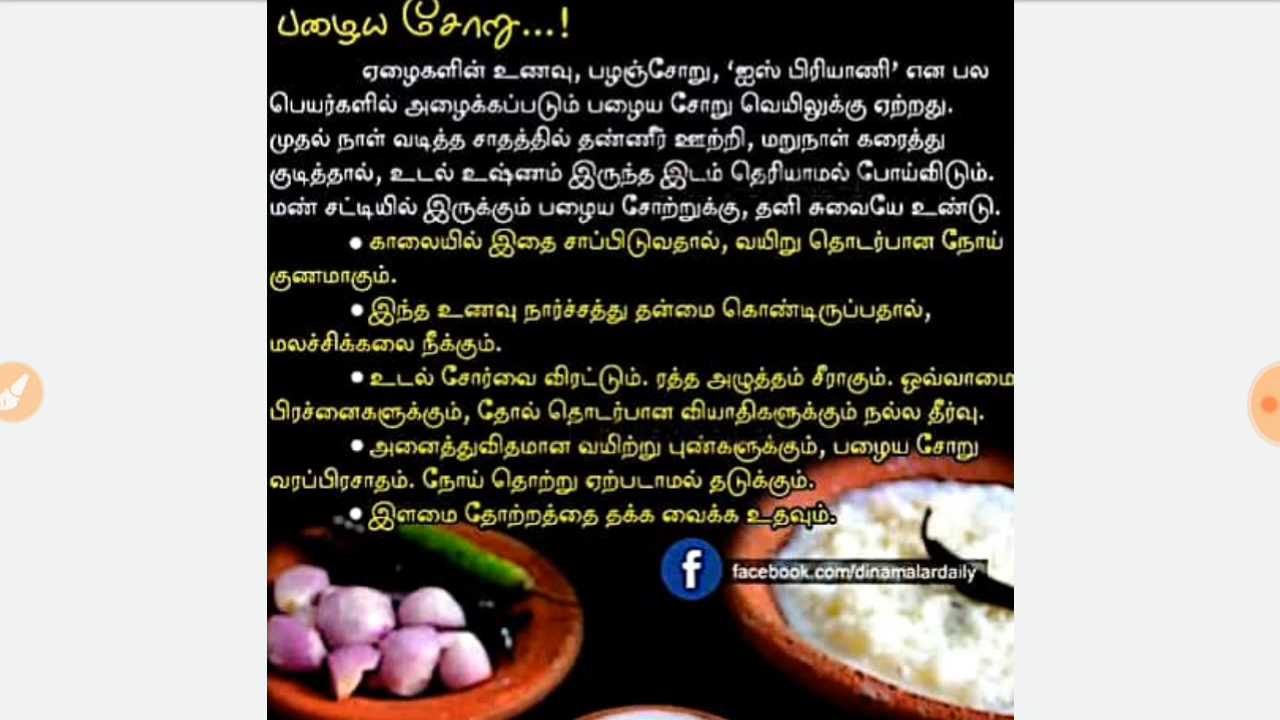 பழைய சோறு...!
ஏழைகளின் உணவு, பழஞ்சோறு, ‘ஐஸ் பிரியாணி’ என பல
பெயர்களில் அழைக்கப்படும் பழைய சோறு வெயிலுக்கு ஏற்றது.
முதல் நாள் வடித்த சாதத்தில் தண்ணீர் ஊற்றி, மறுநாள் கரைத்து
குடித்தால், உடல் உஷ்ணம் இருந்த இடம் தெரியாமல் போய்விடும்.
மண் சட்டியில் இருக்கும் பழைய சோற்றுக்கு, தனி சுவையே உண்டு.
● காலையில் இதை சாப்பிடுவதால், வயிறு தொடர்பான நோய்
குணமாகும்.
● இந்த உணவு நார்ச்சத்து தன்மை கொண்டிருப்பதால்,
மலச்சிக்கலை நீக்கும்.
● உடல் சோர்வை விரட்டும். ரத்த அழுத்தம் சீராகும். ஒவ்வாமை
பிரச்னைகளுக்கும், தோல் தொடர்பான வியாதிகளுக்கும் நல்ல தீர்வு.
● அனைத்துவிதமான வயிற்று புண்களுக்கும், பழைய சோறு
வரப்பிரசாதம். நோய் தொற்று ஏற்படாமல் தடுக்கும்.
● இளமை தோற்றத்தை தக்க வைக்க உதவும்.
f facebook.com/dinamalardaily